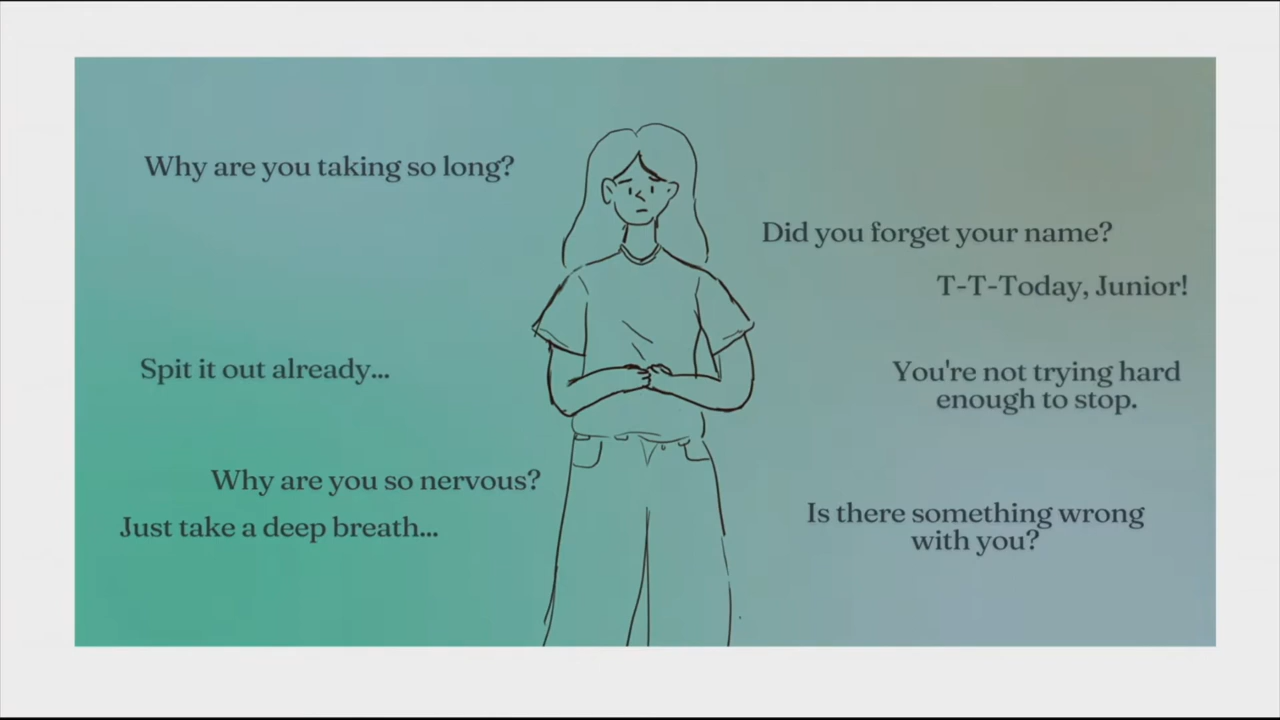 Why are you taking so long?
Did you forget your name?
T-T-Today, Junior!
Spit it out already...
You're not trying hard
enough to stop.
Why are you so nervous?
Just take a deep breath...
Is there something wrong
with you?